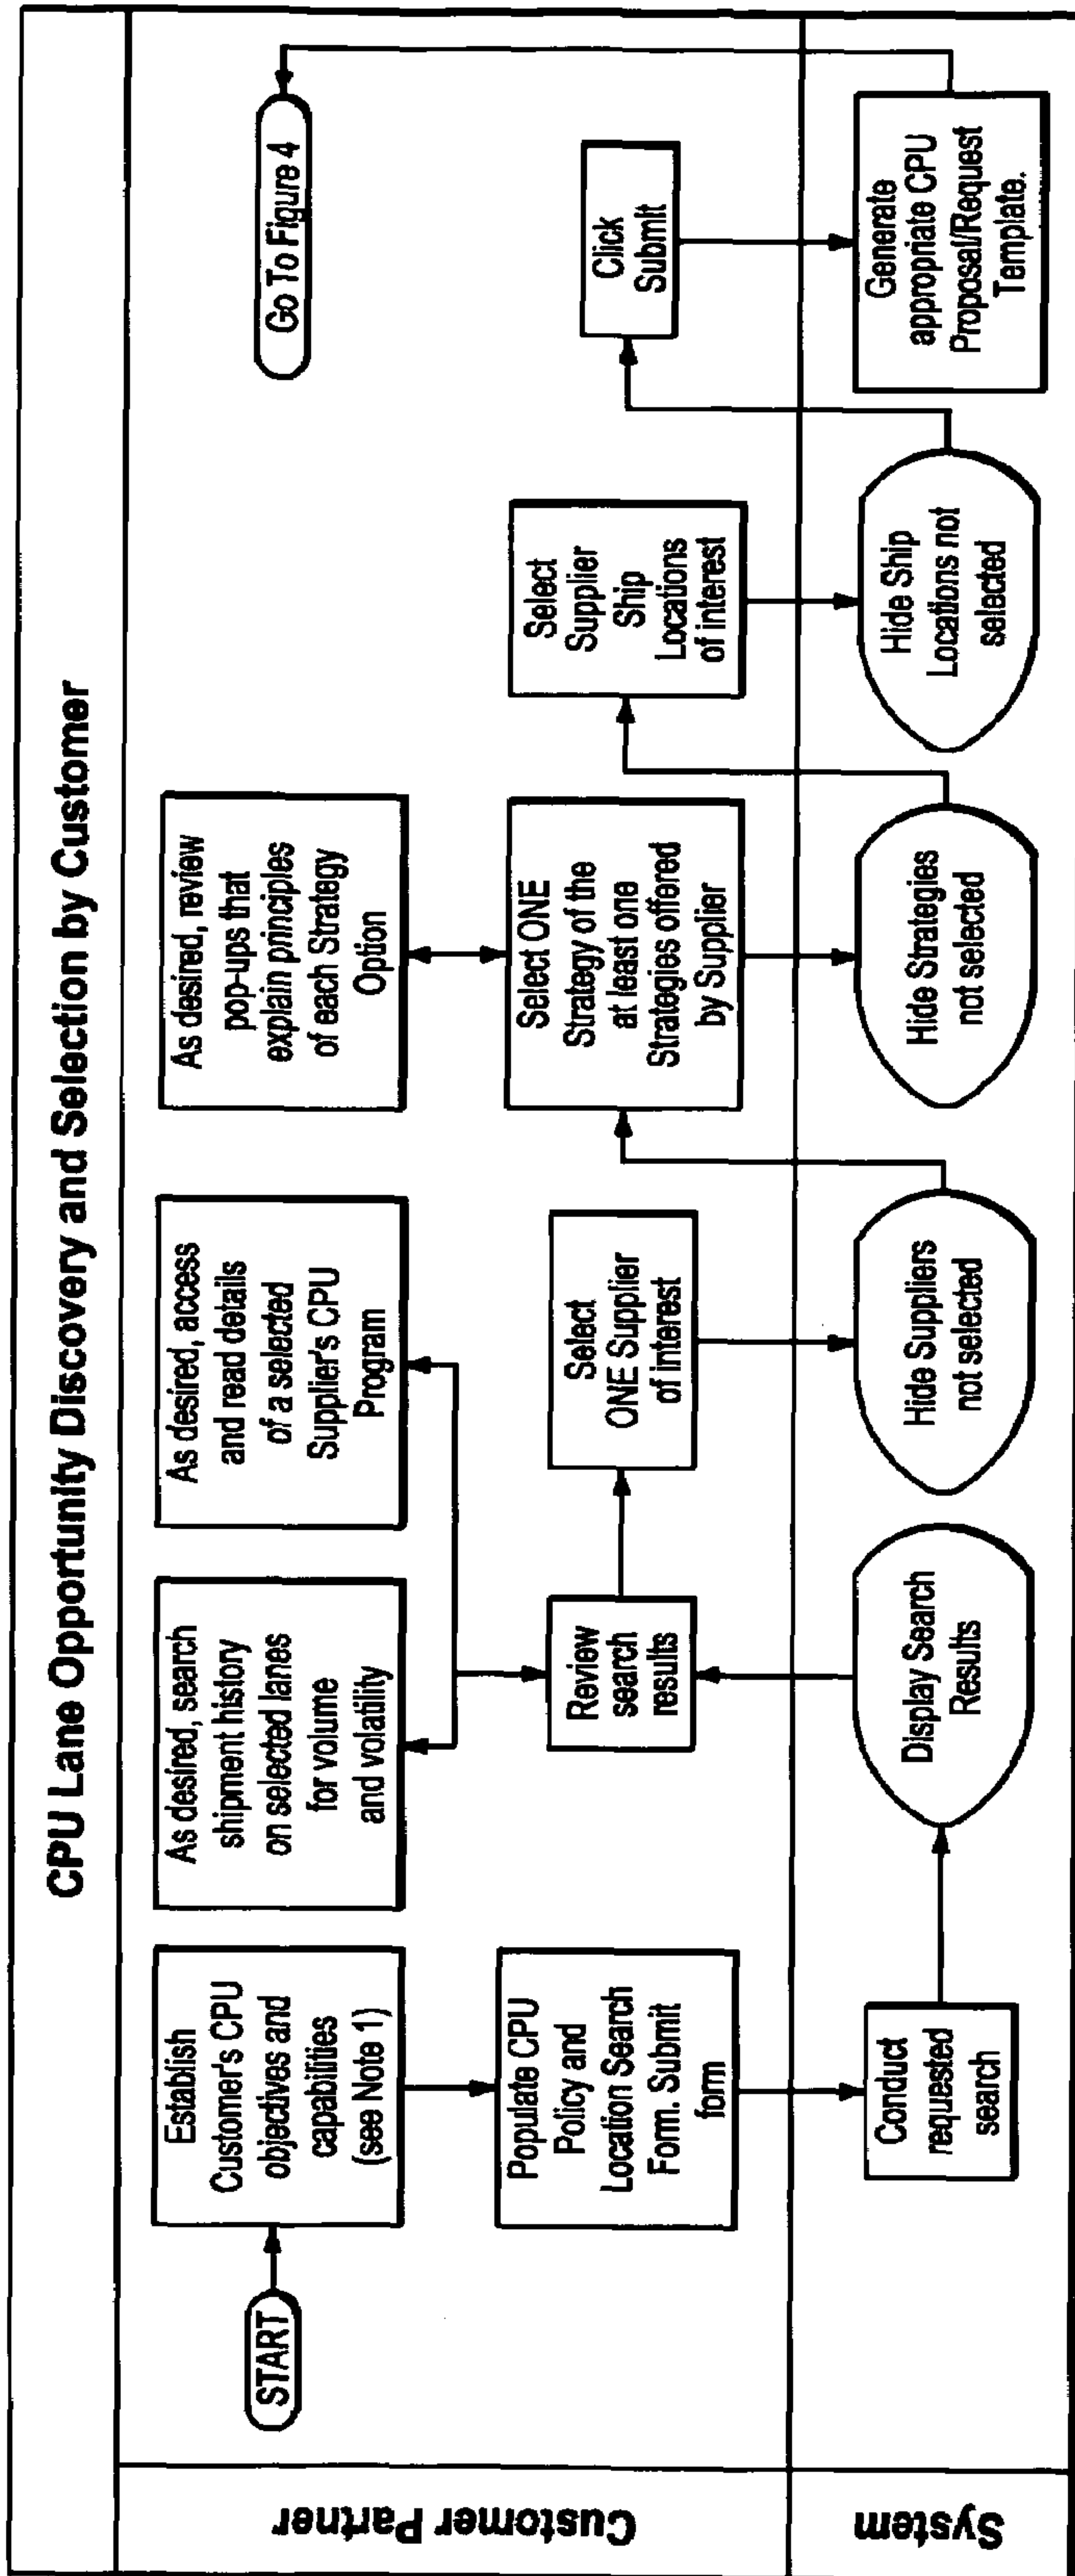 CPU Lane Opportunity Discovery and Selection by Customer
Customer Partner
START
Establish
Customer's CPU
objectives and
capabilities
(see Note 1)
As desired, search
shipment history
on selected lanes
for volume
and volatility
As desired, access
and read details
of a selected
Supplier's CPU
Program
As desired, review
pop-ups that
explain principles
of each Strategy
Option
Go To Figure 4
Populate CPU
Policy and
Location Search
Form. Submit
form
Review
search
results
Select
ONE Supplier
of interest
Select ONE
Strategy of the
at least one
Strategies offered
by Supplier
Select
Supplier
Ship
Locations
of interest
Click
Submit
System
Conduct
requested
search
Display Search
Results
Hide Suppliers
not selected
Hide Strategies
not selected
Hide Ship
Locations not
selected
Generate
appropriate CPU
Proposal/Request
Template.